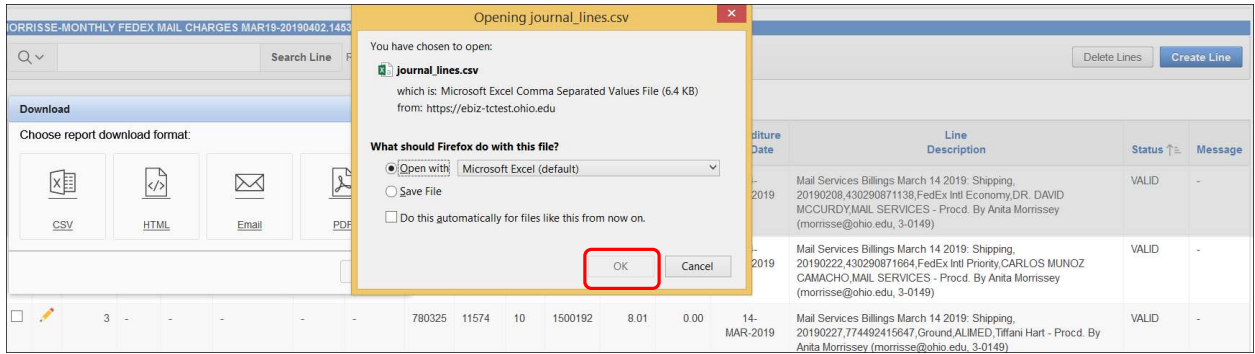 ORRISSE-MONTHLY FEDEX MAIL CHARGES MAR19-20190402.1453
Search Line
Delete Lines
Create Line
Download
Choose report download format:
CSV
HTML
Email
PDF
Opening journal_lines.csv
You have chosen to open:
journal_lines.csv
which is: Microsoft Excel Comma Separated Values File (6.4 KB)
from: https://ebiz-tctest.ohio.edu
What should Firefox do with this file?
Open with Microsoft Excel (default)
Save File
Do this automatically for files like this from now on.
OK
Cancel
diture
Date
Line
Description
Status
Message
2019
Mail Services Billings March 14 2019: Shipping,
20190208,430290871138,FedEx Intl Economy,DR. DAVID
MCCURDY,MAIL SERVICES - Procd. By Anita Morrissey
(morrisse@ohio.edu, 3-0149)
VALID
-
2019
Mail Services Billings March 14 2019: Shipping,
20190222,430290871664,FedEx Intl Priority,CARLOS MUNOZ
CAMACHO,MAIL SERVICES - Procd. By Anita Morrissey
(morrisse@ohio.edu, 3-0149)
VALID
-
3 - - - - - 780325 11574 10 1500192 8.01 0.00
14-
MAR-2019
Mail Services Billings March 14 2019: Shipping,
20190227,774492415647,Ground,ALIMED,Tiffani Hart - Procd. By
Anita Morrissey (morrisse@ohio.edu, 3-0149)
VALID
-